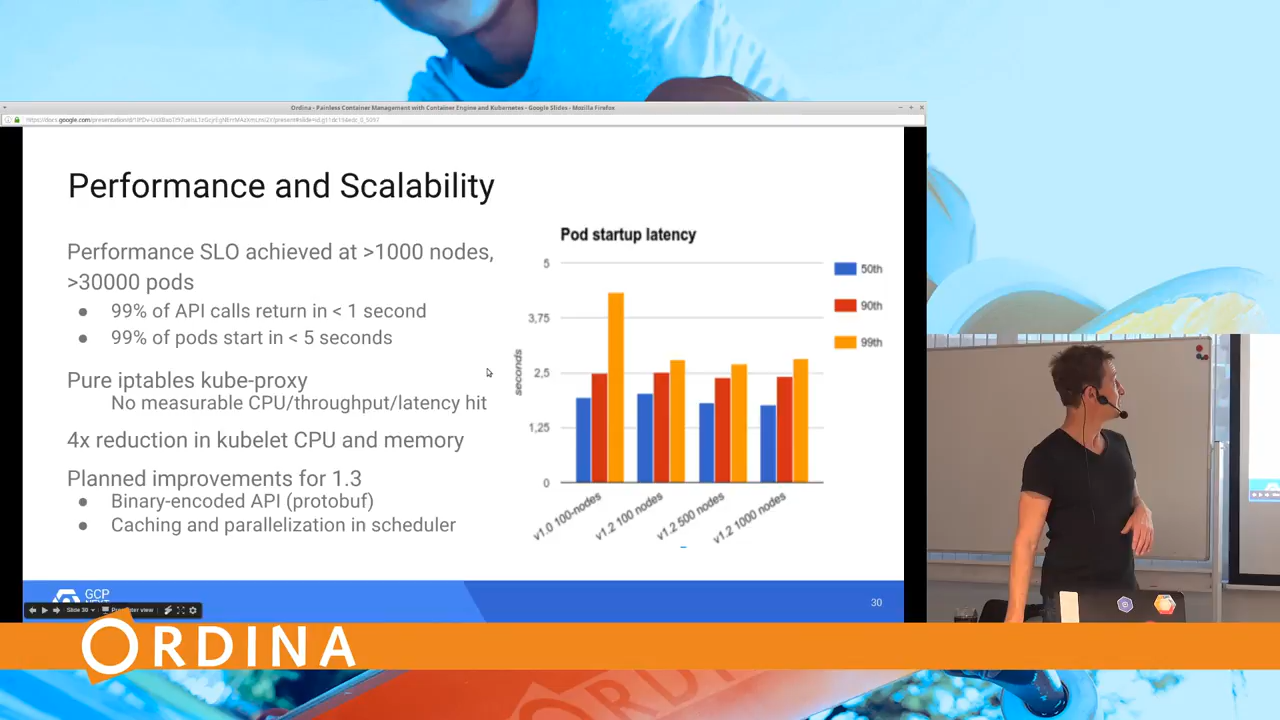 Ordina - Painless Container Management with Container Engine and Kubernetes - Google Slides - Mozilla Firefox
Performance and Scalability
Performance SLO achieved at >1000 nodes,
>30000 pods
● 99% of API calls return in < 1 second
● 99% of pods start in < 5 seconds
Pure iptables kube-proxy
No measurable CPU/throughput/latency hit
4x reduction in kubelet CPU and memory
Planned improvements for 1.3
● Binary-encoded API (protobuf)
● Caching and parallelization in scheduler
Pod startup latency
5
3,75
2,5
1,25
0
seconds
v1.0 100-nodes
v1.2 100 nodes
v1.2 500 nodes
v1.2 1000 nodes
50th
90th
99th
GCP
30
Slide 30
ORDINA